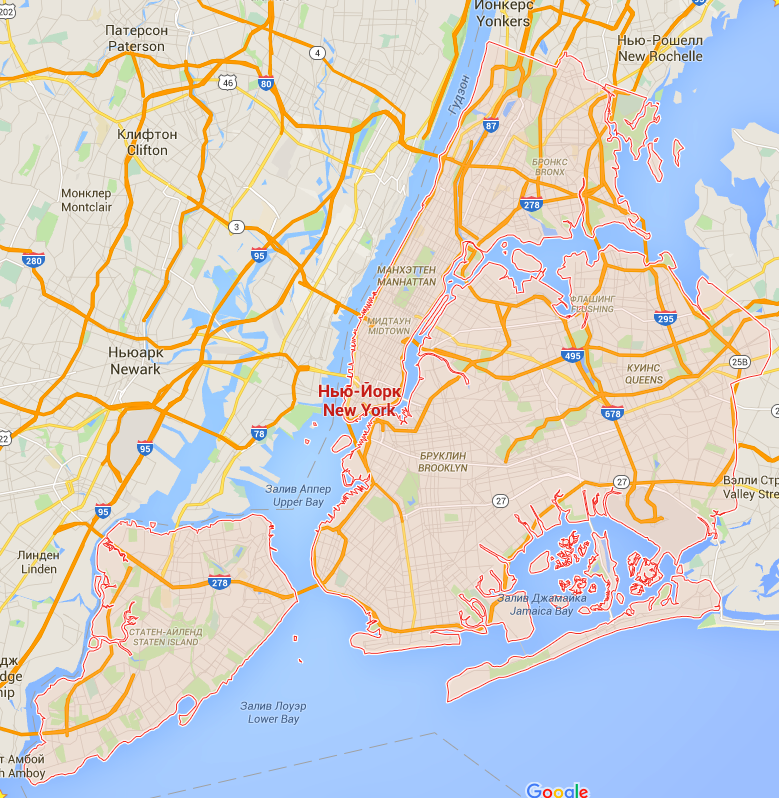 202
Йонкерс
Yonkers
95
Патерсон
Paterson
Нью-Рошелл
New Rochelle
4
46
80
Гудзон
87
Клифтон
Clifton
БРОНКС
BRONX
Монклер
Montclair
278
3
280
95
МАНХЭТТЕН
MANHATTAN
ФЛАШИНГ
FLUSHING
МИДТАУН
MIDTOWN
295
Ньюарк
Newark
495
25B
КУИНС
QUEENS
Нью-Йорк
New York
678
22
78
95
БРУКЛИН
BROOKLYN
27
Вэлли Стр
Valley Stre
Залив Аппер
Upper Bay
27
95
Линден
Linden
278
Залив Джамайка
Jamaica Bay
СТАТЕН-АЙЛЕНД
STATEN ISLAND
дж
dge
hip
Залив Лоуэр
Lower Bay
т Амбой
h Amboy
Google